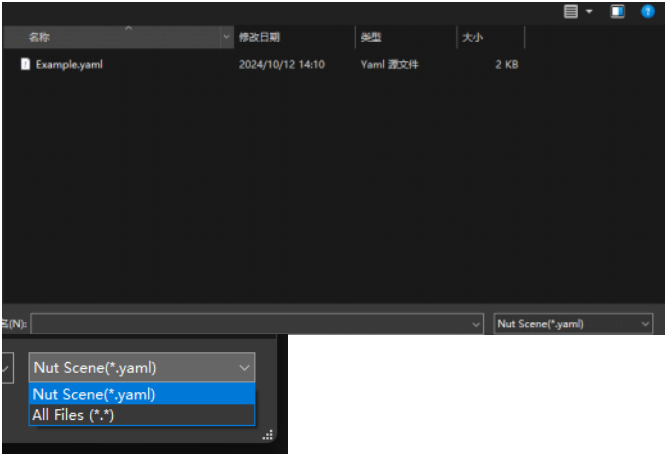 名称 修改日期 类型 大小
Example.yaml 2024/10/12 14:10 Yaml 源文件 2 KB
名(N): Nut Scene(*.yaml)
Nut Scene(*.yaml)
Nut Scene(*.yaml)
All Files (*.*)